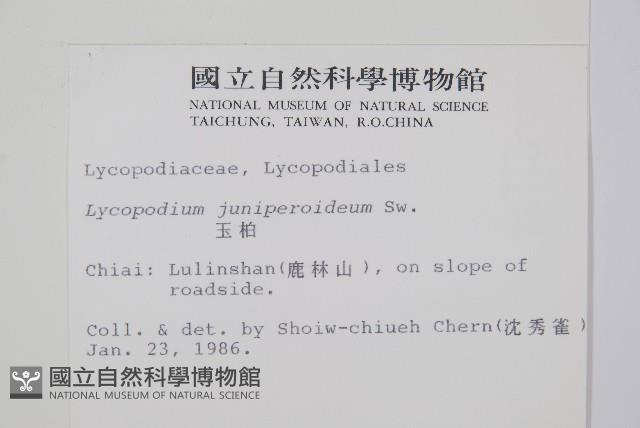 國立自然科學博物館
NATIONAL MUSEUM OF NATURAL SCIENCE
TAICHUNG, TAIWAN, R.O.CHINA
Lycopodiaceae, Lycopodiales
Lycopodium juniperoideum Sw.
玉柏
Chiai: Lulinshan(鹿林山), on slope of
roadside.
Coll. & det. by Shoiw-chiueh Chern(沈秀雀)
Jan. 23, 1986.
國立自然科學博物館
NATIONAL MUSEUM OF NATURAL SCIENCE